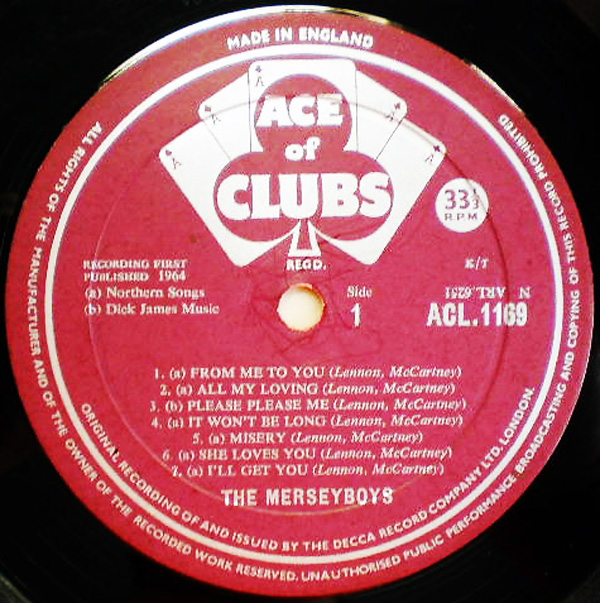 MADE IN ENGLAND
ALL RIGHTS OF THE MANUFACTURER AND OF THE OWNER OF THE RECORDED WORK RESERVED. UNAUTHORISED PUBLIC PERFORMANCE BROADCASTING AND COPYING OF THIS RECORD PROHIBITED
A A A A
ACE
of
CLUBS
REGD.
33⅓
RPM
RECORDING FIRST
PUBLISHED 1964
(a) Northern Songs
(b) Dick James Music
K/T
Side
1
ARL.6251 N
ACL.1169
1. (a) FROM ME TO YOU (Lennon, McCartney)
2. (a) ALL MY LOVING (Lennon, McCartney)
3. (b) PLEASE PLEASE ME (Lennon, McCartney)
4. (a) IT WON'T BE LONG (Lennon, McCartney)
5. (a) MISERY (Lennon, McCartney)
6. (a) SHE LOVES YOU (Lennon, McCartney)
7. (a) I'LL GET YOU (Lennon, McCartney)
THE MERSEYBOYS
ORIGINAL RECORDING OF AND ISSUED BY THE DECCA RECORD COMPANY LTD. LONDON.